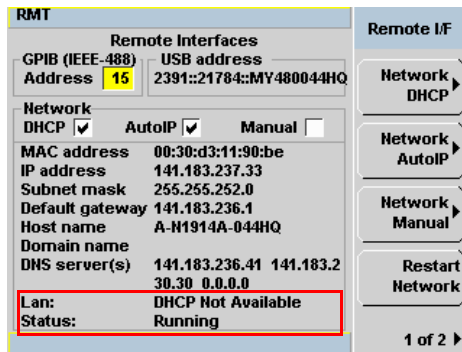 RMT
Remote Interfaces
GPIB (IEEE-488)
Address 15
USB address
2391::21784::MY480044HQ
Network
DHCP AutoIP Manual
MAC address 00:30:d3:11:90:be
IP address 141.183.237.33
Subnet mask 255.255.252.0
Default gateway 141.183.236.1
Host name A-N1914A-044HQ
Domain name
DNS server(s) 141.183.236.41 141.183.2
30.30 0.0.0.0
Lan: DHCP Not Available
Status: Running
Remote I/F
Network
DHCP
Network
AutoIP
Network
Manual
Restart
Network
1 of 2